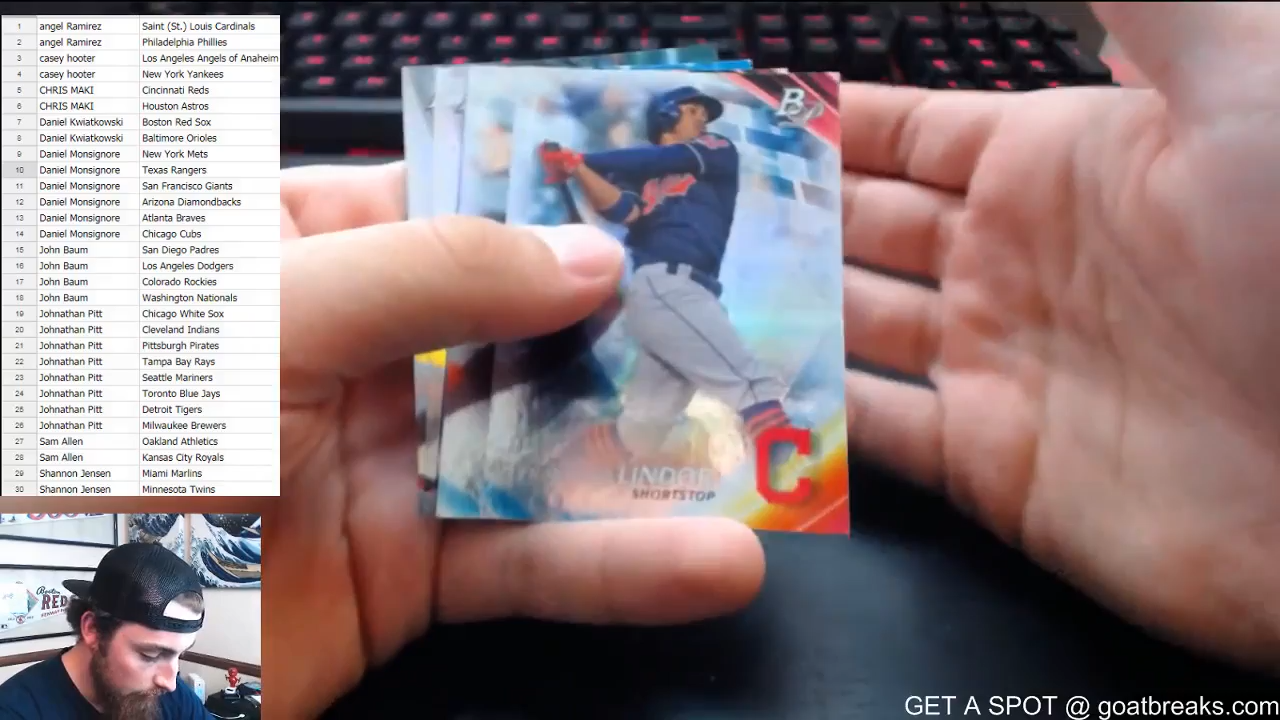 1 angel Ramirez Saint (St.) Louis Cardinals
2 angel Ramirez Philadelphia Phillies
3 casey hooter Los Angeles Angels of Anaheim
4 casey hooter New York Yankees
5 CHRIS MAKI Cincinnati Reds
6 CHRIS MAKI Houston Astros
7 Daniel Kwiatkowski Boston Red Sox
8 Daniel Kwiatkowski Baltimore Orioles
9 Daniel Monsignore New York Mets
10 Daniel Monsignore Texas Rangers
11 Daniel Monsignore San Francisco Giants
12 Daniel Monsignore Arizona Diamondbacks
13 Daniel Monsignore Atlanta Braves
14 Daniel Monsignore Chicago Cubs
15 John Baum San Diego Padres
16 John Baum Los Angeles Dodgers
17 John Baum Colorado Rockies
18 John Baum Washington Nationals
19 Johnathan Pitt Chicago White Sox
20 Johnathan Pitt Cleveland Indians
21 Johnathan Pitt Pittsburgh Pirates
22 Johnathan Pitt Tampa Bay Rays
23 Johnathan Pitt Seattle Mariners
24 Johnathan Pitt Toronto Blue Jays
25 Johnathan Pitt Detroit Tigers
26 Johnathan Pitt Milwaukee Brewers
27 Sam Allen Oakland Athletics
28 Sam Allen Kansas City Royals
29 Shannon Jensen Miami Marlins
30 Shannon Jensen Minnesota Twins
B
Indians
LINDOR
SHORTSTOP
C
Boston
RED
GET A SPOT @ goatbreaks.com